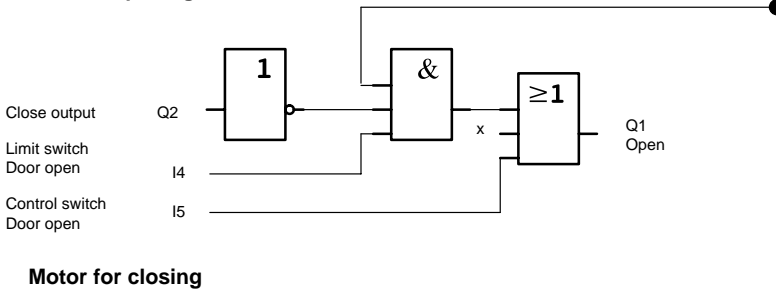 1
&
≥1
Close output Q2
x
Q1
Open
Limit switch
Door open
I4
Control switch
Door open
I5
Motor for closing